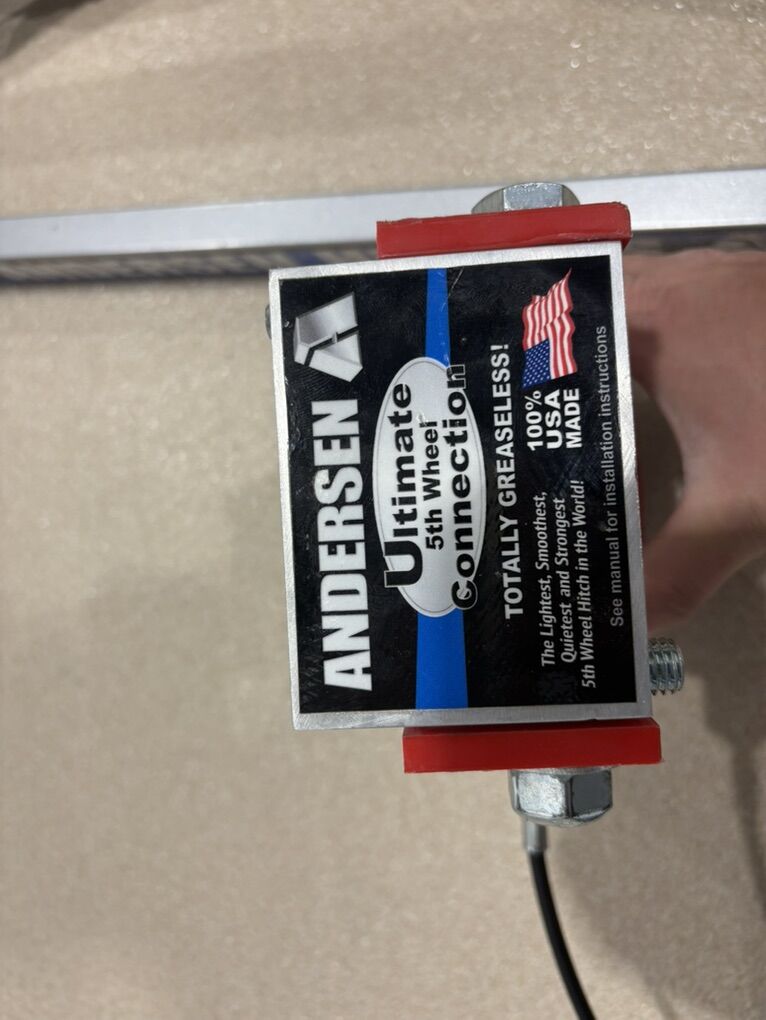 ANDERSEN
Ultimate
5th Wheel
Connection
TOTALLY GREASELESS!
The Lightest, Smoothest,
Quietest and Strongest
5th Wheel Hitch in the World!
100%
USA
MADE
See manual for installation instructions